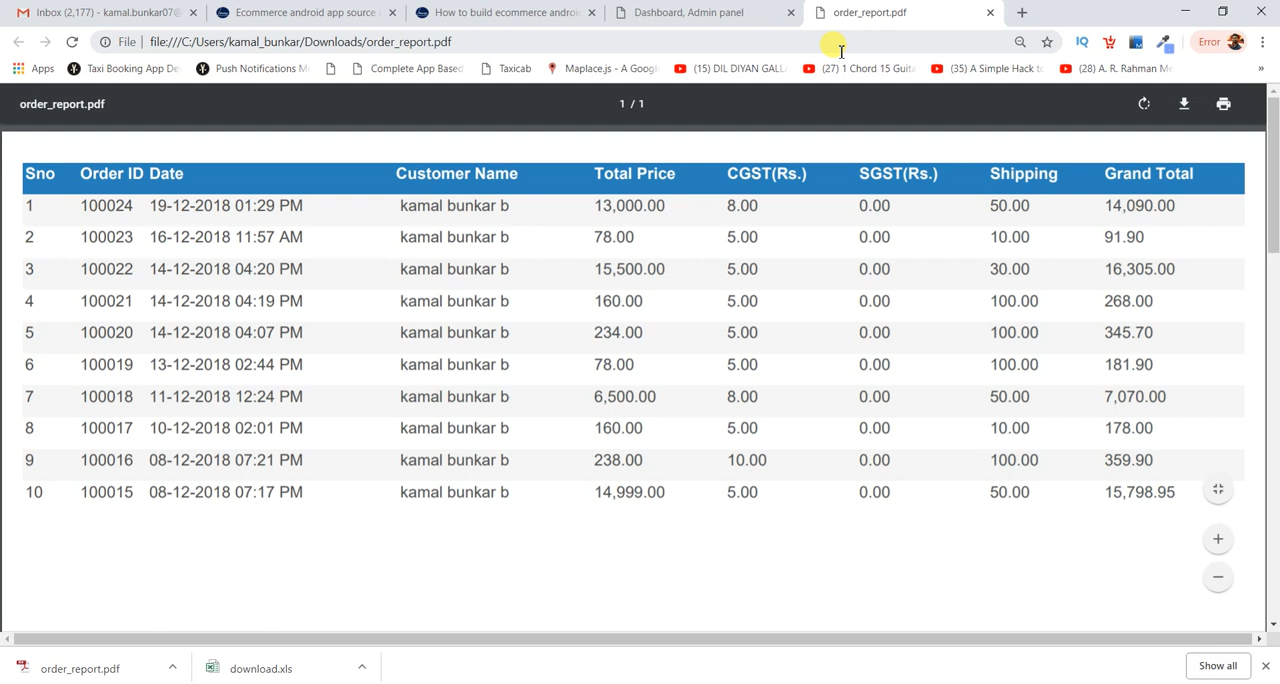 Inbox (2,177) - kamal.bunkar07@ Ecommerce android app source How to build ecommerce androi Dashboard, Admin panel order_report.pdf
File file:///C:/Users/kamal_bunkar/Downloads/order_report.pdf IQ Error
Apps Taxi Booking App De Push Notifications M Complete App Based Taxicab Maplace.js - A Googl (15) DIL DIYAN GALL (27) 1 Chord 15 Guita (35) A Simple Hack to (28) A. R. Rahman Me »
order_report.pdf 1 / 1
Sno Order ID Date Customer Name Total Price CGST(Rs.) SGST(Rs.) Shipping Grand Total
1 100024 19-12-2018 01:29 PM kamal bunkar b 13,000.00 8.00 0.00 50.00 14,090.00
2 100023 16-12-2018 11:57 AM kamal bunkar b 78.00 5.00 0.00 10.00 91.90
3 100022 14-12-2018 04:20 PM kamal bunkar b 15,500.00 5.00 0.00 30.00 16,305.00
4 100021 14-12-2018 04:19 PM kamal bunkar b 160.00 5.00 0.00 100.00 268.00
5 100020 14-12-2018 04:07 PM kamal bunkar b 234.00 5.00 0.00 100.00 345.70
6 100019 13-12-2018 02:44 PM kamal bunkar b 78.00 5.00 0.00 100.00 181.90
7 100018 11-12-2018 12:24 PM kamal bunkar b 6,500.00 8.00 0.00 50.00 7,070.00
8 100017 10-12-2018 02:01 PM kamal bunkar b 160.00 5.00 0.00 10.00 178.00
9 100016 08-12-2018 07:21 PM kamal bunkar b 238.00 10.00 0.00 100.00 359.90
10 100015 08-12-2018 07:17 PM kamal bunkar b 14,999.00 5.00 0.00 50.00 15,798.95
order_report.pdf download.xls Show all